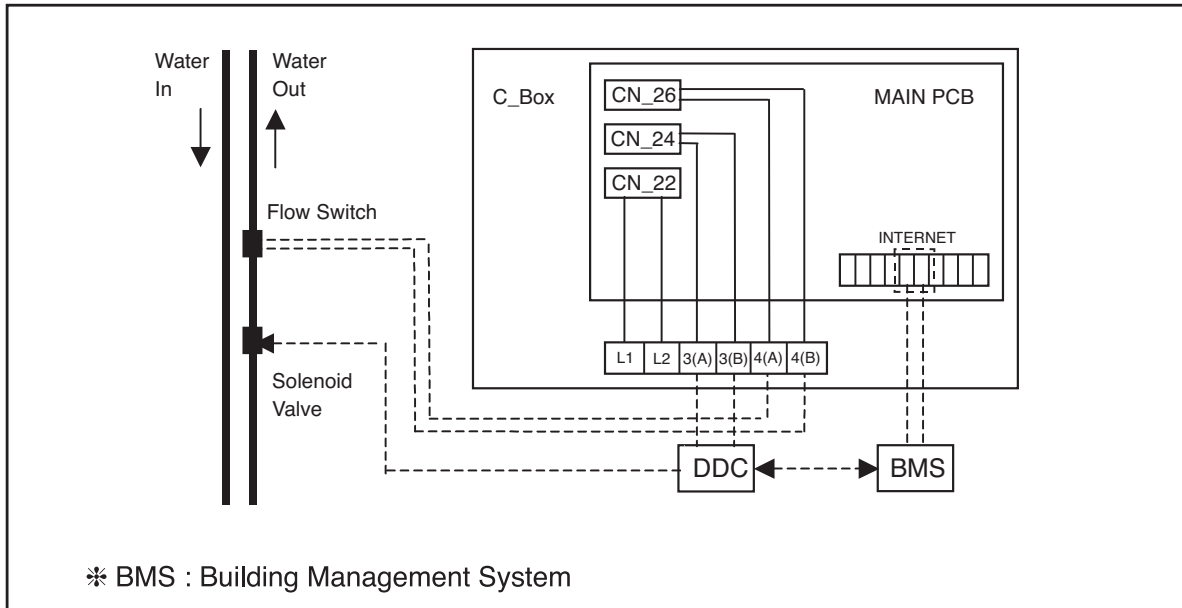 Water
In
Water
Out
C_Box
CN_26
MAIN PCB
CN_24
CN_22
Flow Switch
INTERNET
L1 L2 3(A) 3(B) 4(A) 4(B)
Solenoid
Valve
DDC
BMS
❈ BMS : Building Management System